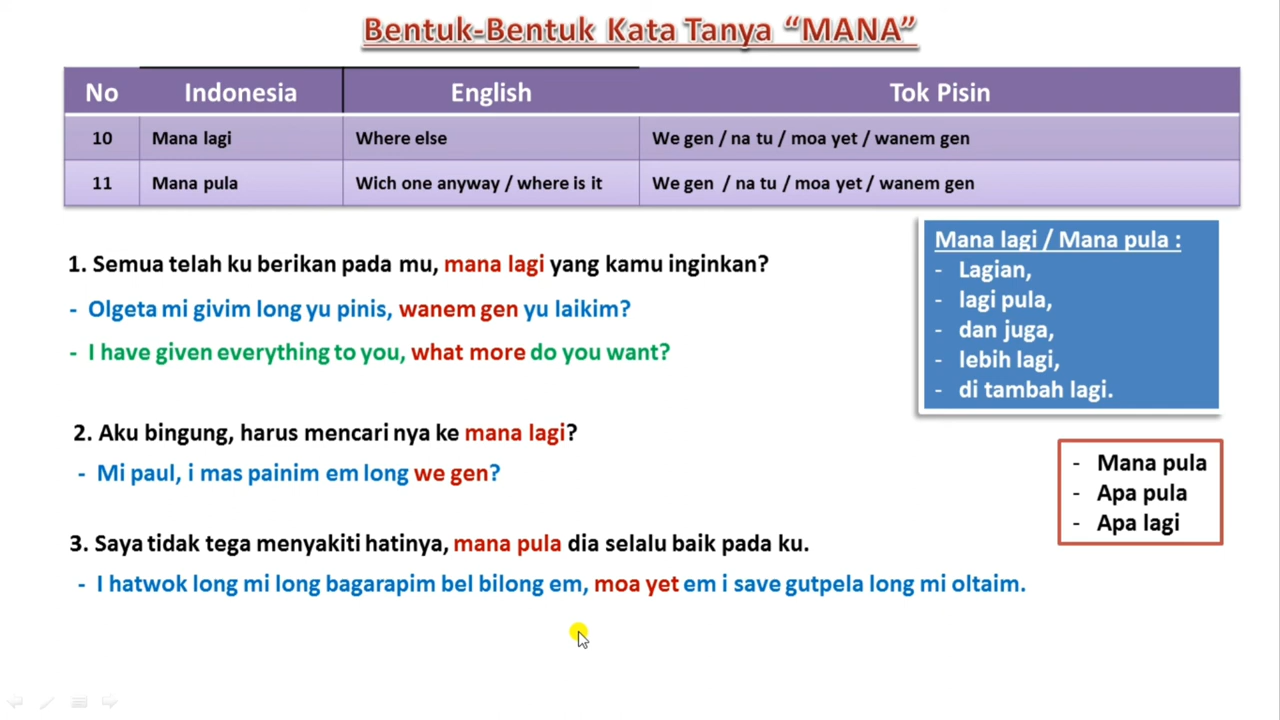 Bentuk-Bentuk Kata Tanya “MANA”
No Indonesia English Tok Pisin
10 Mana lagi Where else We gen / na tu / moa yet / wanem gen
11 Mana pula Wich one anyway / where is it We gen / na tu / moa yet / wanem gen
1. Semua telah ku berikan pada mu, mana lagi yang kamu inginkan?
- Olgeta mi givim long yu pinis, wanem gen yu laikim?
- I have given everything to you, what more do you want?
2. Aku bingung, harus mencari nya ke mana lagi?
- Mi paul, i mas painim em long we gen?
3. Saya tidak tega menyakiti hatinya, mana pula dia selalu baik pada ku.
- I hatwok long mi long bagarapim bel bilong em, moa yet em i save gutpela long mi oltaim.
Mana lagi / Mana pula :
- Lagian,
- lagi pula,
- dan juga,
- lebih lagi,
- di tambah lagi.
- Mana pula
- Apa pula
- Apa lagi